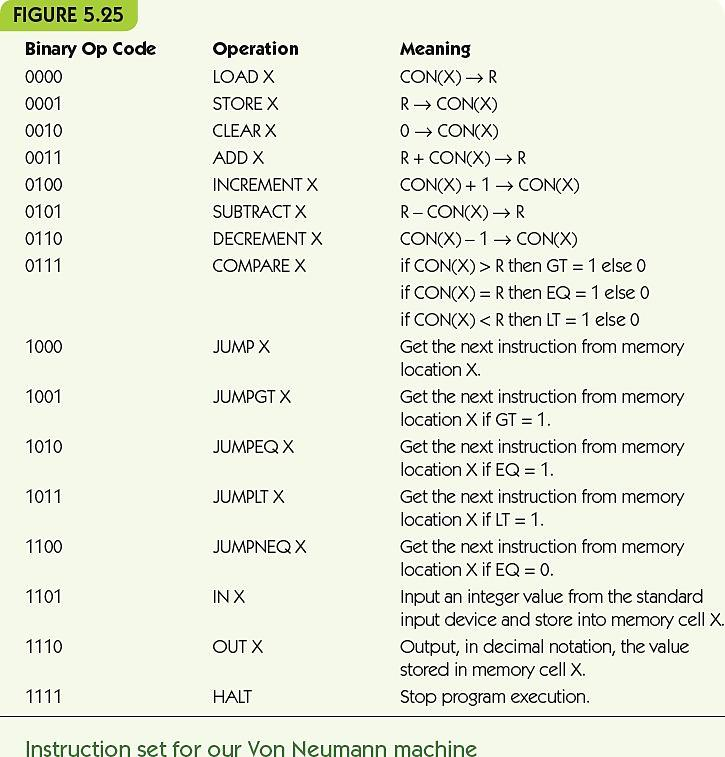 FIGURE 5.25
Binary Op Code Operation Meaning
0000 LOAD X CON(X) → R
0001 STORE X R → CON(X)
0010 CLEAR X 0 → CON(X)
0011 ADD X R + CON(X) → R
0100 INCREMENT X CON(X) + 1 → CON(X)
0101 SUBTRACT X R – CON(X) → R
0110 DECREMENT X CON(X) – 1 → CON(X)
0111 COMPARE X if CON(X) > R then GT = 1 else 0
if CON(X) = R then EQ = 1 else 0
if CON(X) < R then LT = 1 else 0
1000 JUMP X Get the next instruction from memory
location X.
1001 JUMPGT X Get the next instruction from memory
location X if GT = 1.
1010 JUMPEQ X Get the next instruction from memory
location X if EQ = 1.
1011 JUMPLT X Get the next instruction from memory
location X if LT = 1.
1100 JUMPNEQ X Get the next instruction from memory
location X if EQ = 0.
1101 IN X Input an integer value from the standard
input device and store into memory cell X.
1110 OUT X Output, in decimal notation, the value
stored in memory cell X.
1111 HALT Stop program execution.
Instruction set for our Von Neumann machine